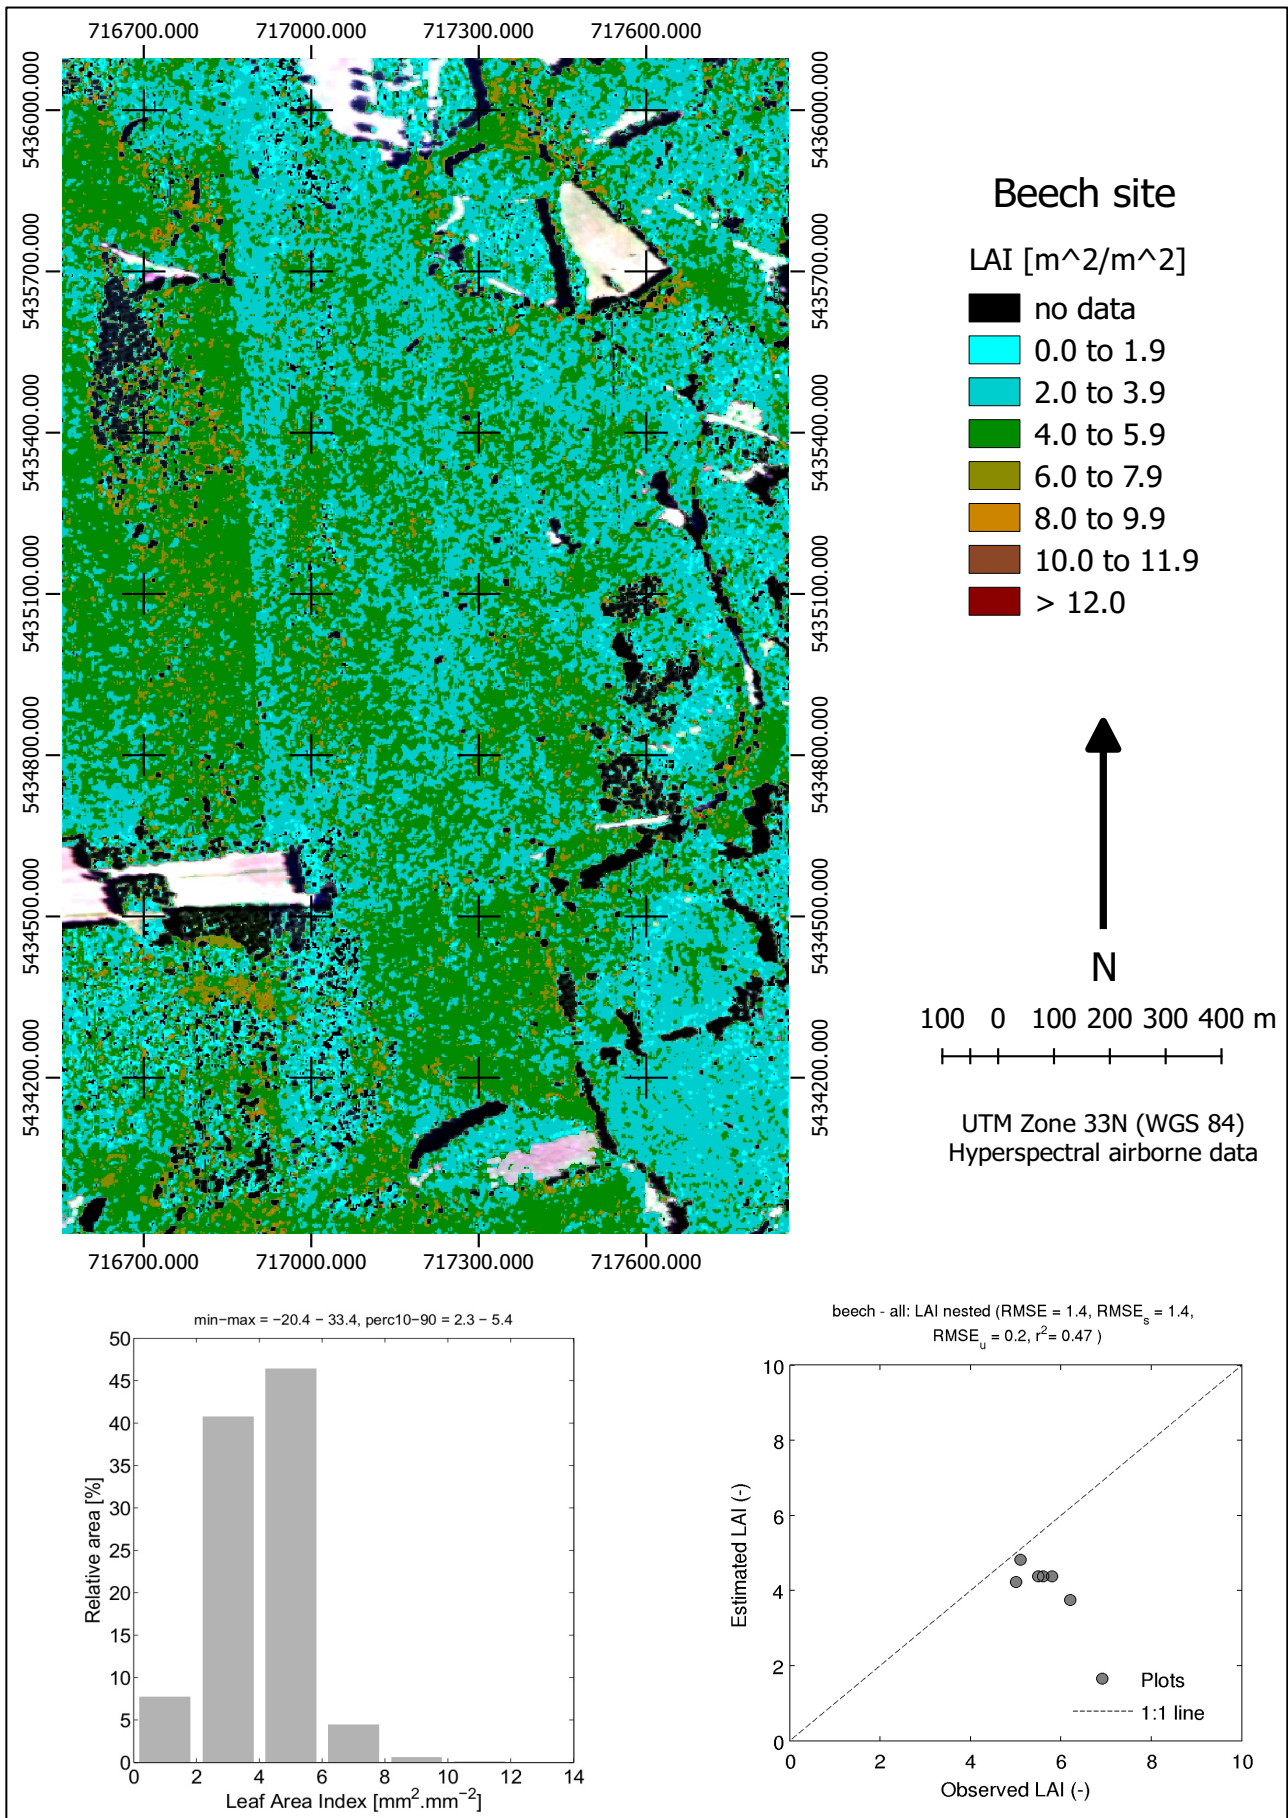 716700.000 717000.000 717300.000 717600.000
5436000.000 5436000.000
5435700.000 5435700.000
5435400.000 5435400.000
5435100.000 5435100.000
5434800.000 5434800.000
5434500.000 5434500.000
5434200.000 5434200.000
716700.000 717000.000 717300.000 717600.000
Beech site
LAI [m^2/m^2]
no data
0.0 to 1.9
2.0 to 3.9
4.0 to 5.9
6.0 to 7.9
8.0 to 9.9
10.0 to 11.9
> 12.0
N
100 0 100 200 300 400 m
UTM Zone 33N (WGS 84)
Hyperspectral airborne data
min−max = −20.4 − 33.4, perc10−90 = 2.3 − 5.4
50
45
40
35
30
25
20
15
10
5
0
Relative area [%]
0 2 4 6 8 10 12 14
Leaf Area Index [mm².mm⁻²]
beech - all: LAI nested (RMSE = 1.4, RMSE_s = 1.4,
RMSE_u = 0.2, r²= 0.47 )
10
8
6
4
2
0
Estimated LAI (-)
Plots
1:1 line
0 2 4 6 8 10
Observed LAI (-)